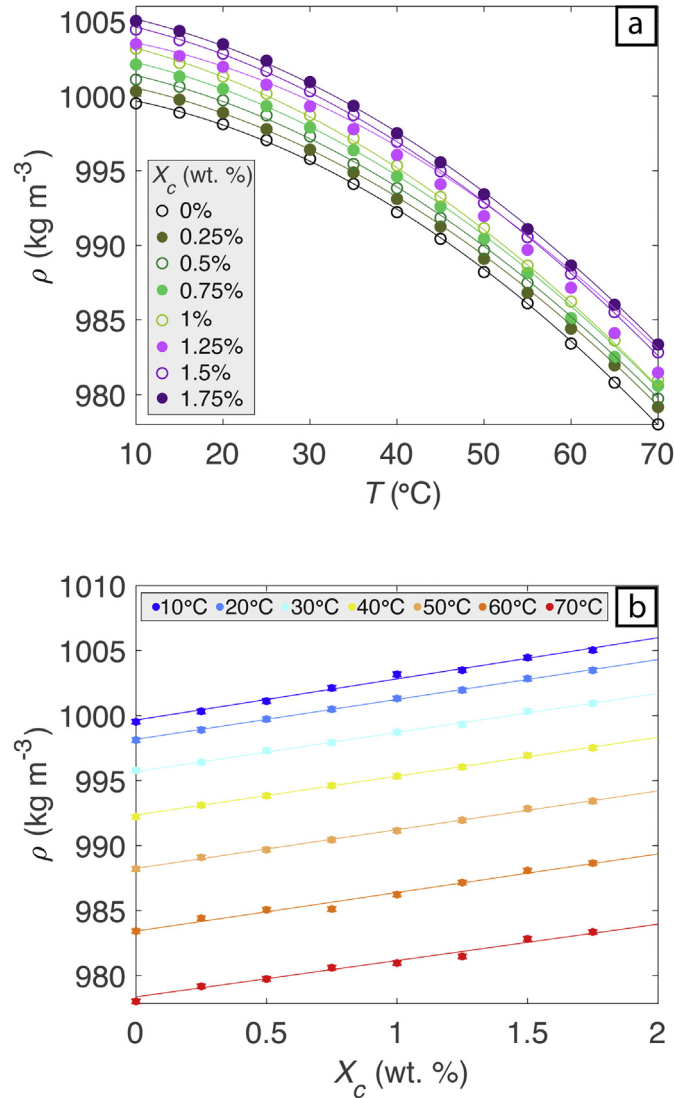 a
1005
1000
995
990
985
980
ρ (kg m⁻³)
X_c (wt. %)
0%
0.25%
0.5%
0.75%
1%
1.25%
1.5%
1.75%
10 20 30 40 50 60 70
T (°C)
b
1010
1005
1000
995
990
985
980
ρ (kg m⁻³)
10°C 20°C 30°C 40°C 50°C 60°C 70°C
0 0.5 1 1.5 2
X_c (wt. %)